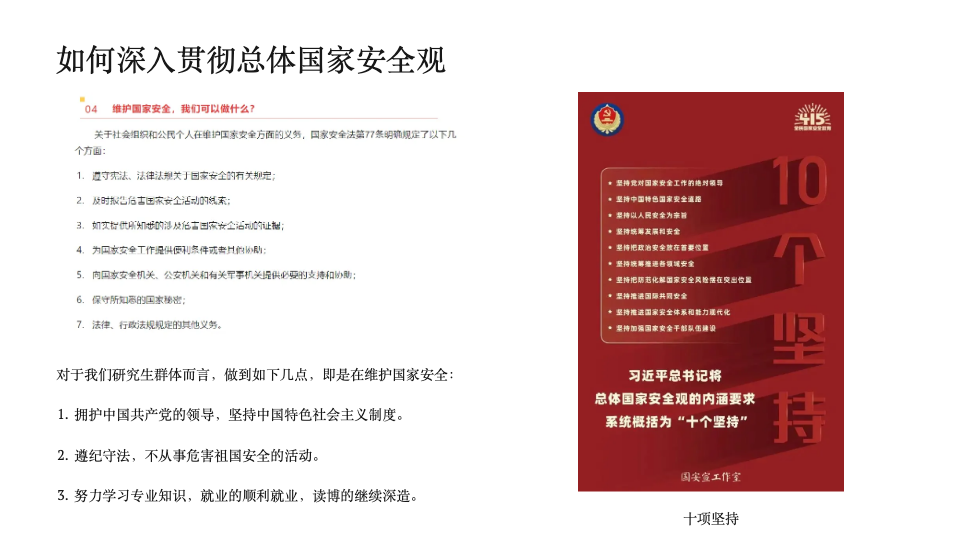 如何深入贯彻总体国家安全观
04 维护国家安全，我们可以做什么？
关于社会组织和公民个人在维护国家安全方面的义务，国家安全法第77条明确规定了以下几
个方面：
1. 遵守宪法、法律法规关于国家安全的有关规定；
2. 及时报告危害国家安全活动的线索；
3. 如实提供所知悉的涉及危害国家安全活动的证据；
4. 为国家安全工作提供便利条件或者其他协助；
5. 向国家安全机关、公安机关和有关军事机关提供必要的支持和协助；
6. 保守所知悉的国家秘密；
7. 法律、行政法规规定的其他义务。
对于我们研究生群体而言，做到如下几点，即是在维护国家安全：
1. 拥护中国共产党的领导，坚持中国特色社会主义制度。
2. 遵纪守法，不从事危害祖国安全的活动。
3. 努力学习专业知识，就业的顺利就业，读博的继续深造。
415
10个坚持
• 坚持党对国家安全工作的绝对领导
• 坚持中国特色国家安全道路
• 坚持以人民安全为宗旨
• 坚持统筹发展和安全
• 坚持把政治安全放在首要位置
• 坚持统筹推进各领域安全
• 坚持把防范化解国家安全风险摆在突出位置
• 坚持推进国际共同安全
• 坚持推进国家安全体系和能力现代化
• 坚持加强国家安全干部队伍建设
习近平总书记将
总体国家安全观的内涵要求
系统概括为“十个坚持”
国安宣工作室
十项坚持